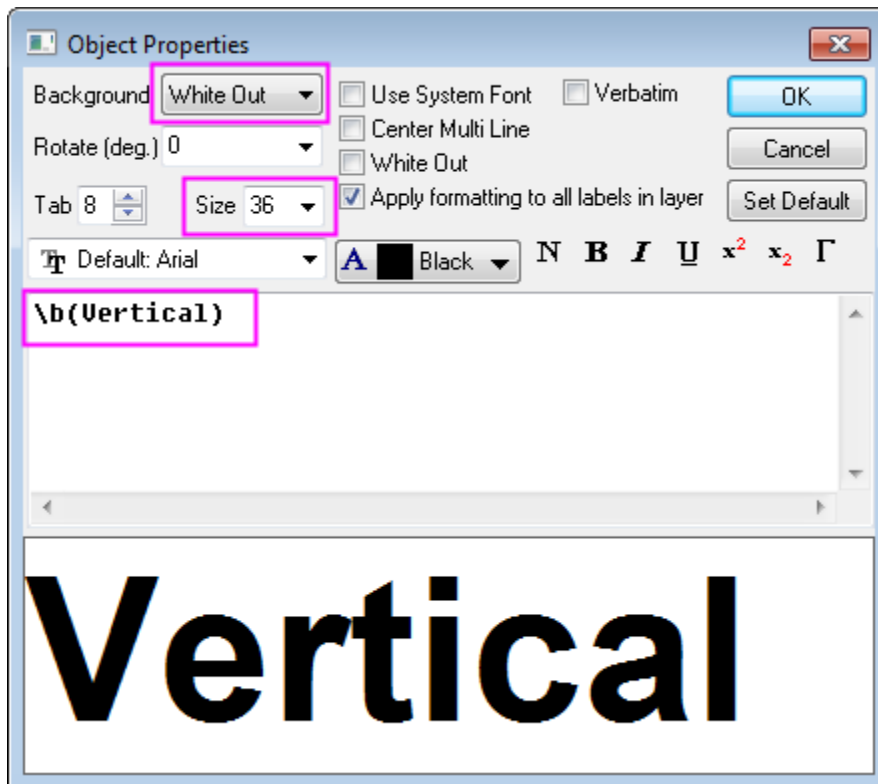 Object Properties
Background White Out Use System Font Verbatim OK
Center Multi Line
Rotate (deg.) 0 White Out Cancel
Tab 8 Size 36 Apply formatting to all labels in layer Set Default
Default: Arial A Black N B I U x² x₂ Γ
\b(Vertical)
Vertical